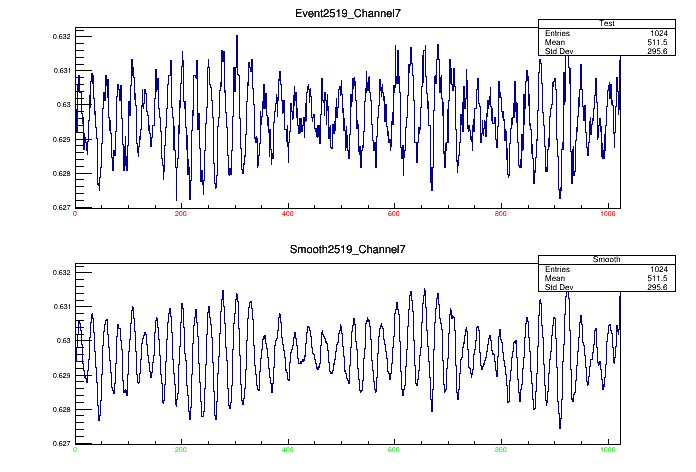 Event2519_Channel7
Test
Entries 1024
Mean 511.5
Std Dev 295.6
0.632
0.631
0.63
0.629
0.628
0.627
0 200 400 600 800 1000
Smooth2519_Channel7
Smooth
Entries 1024
Mean 511.5
Std Dev 295.6
0.632
0.631
0.63
0.629
0.628
0.627
0 200 400 600 800 1000